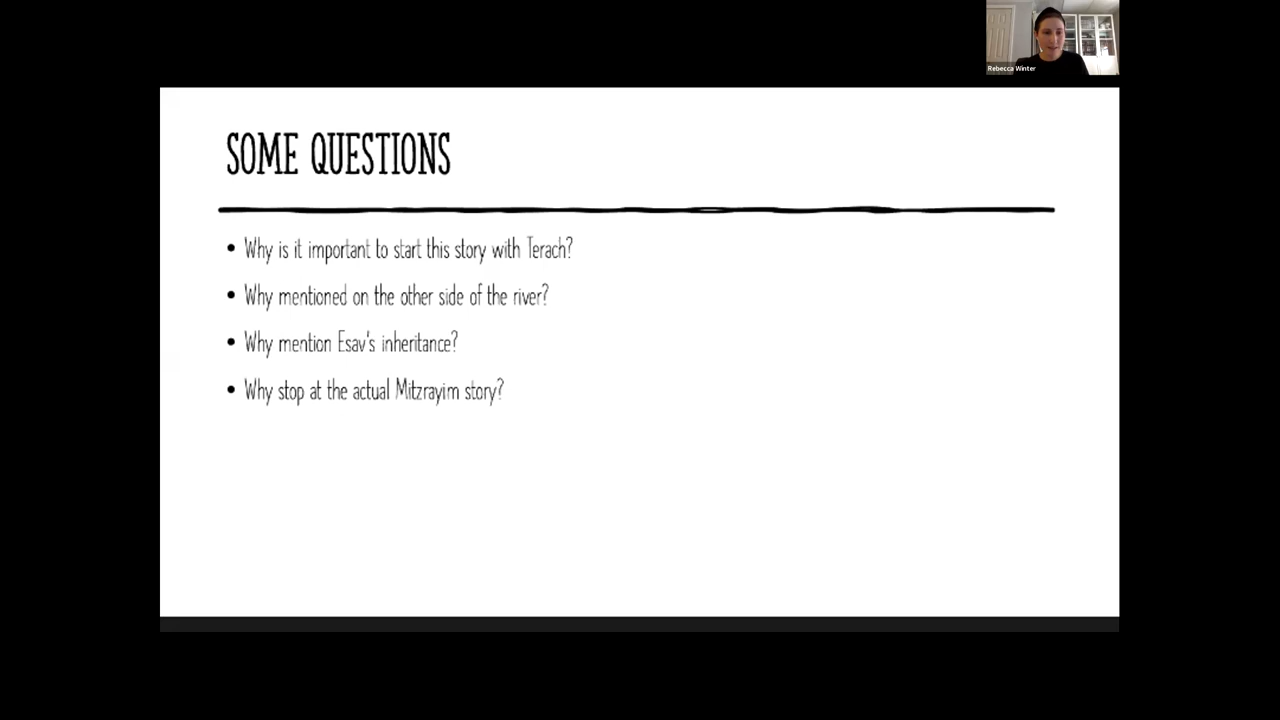 Rebecca Winter
SOME QUESTIONS
• Why is it important to start this story with Terach?
• Why mentioned on the other side of the river?
• Why mention Esav's inheritance?
• Why stop at the actual Mitzrayim story?